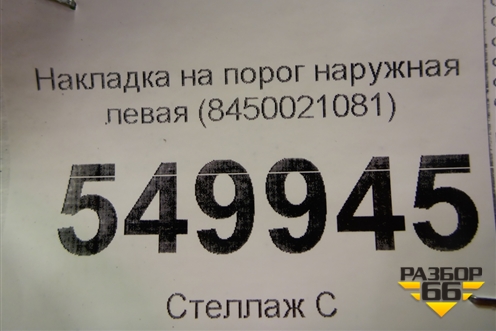 Накладка на порог наружная
левая (8450021081)
549945
РАЗБОР
66
Стеллаж С